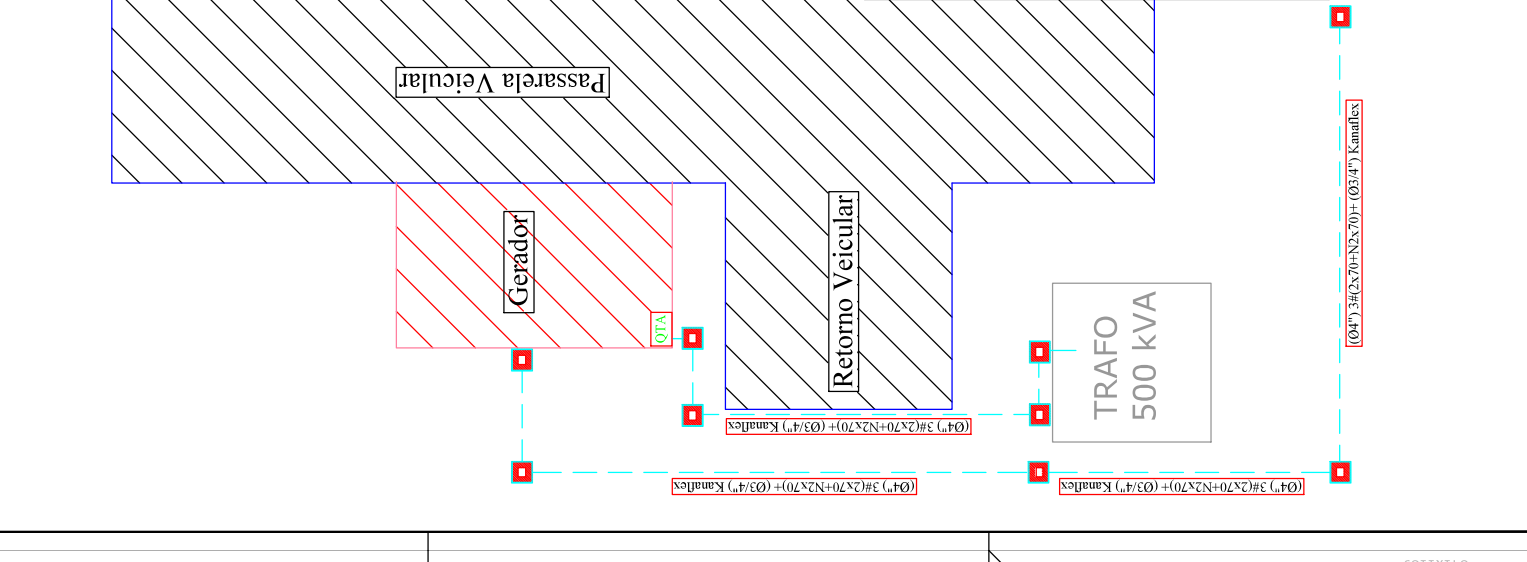 Passarela Veicular
Gerador
QTA
Retorno Veicular
TRAFO
500 kVA
(Ø4") 3#(2x70+N2x70)+ (Ø3/4") Kanaflex
(Ø4") 3#(2x70+N2x70)+ (Ø3/4") Kanaflex
(Ø4") 3#(2x70+N2x70)+ (Ø3/4") Kanaflex
(Ø4") 3#(2x70+N2x70)+ (Ø3/4") Kanaflex